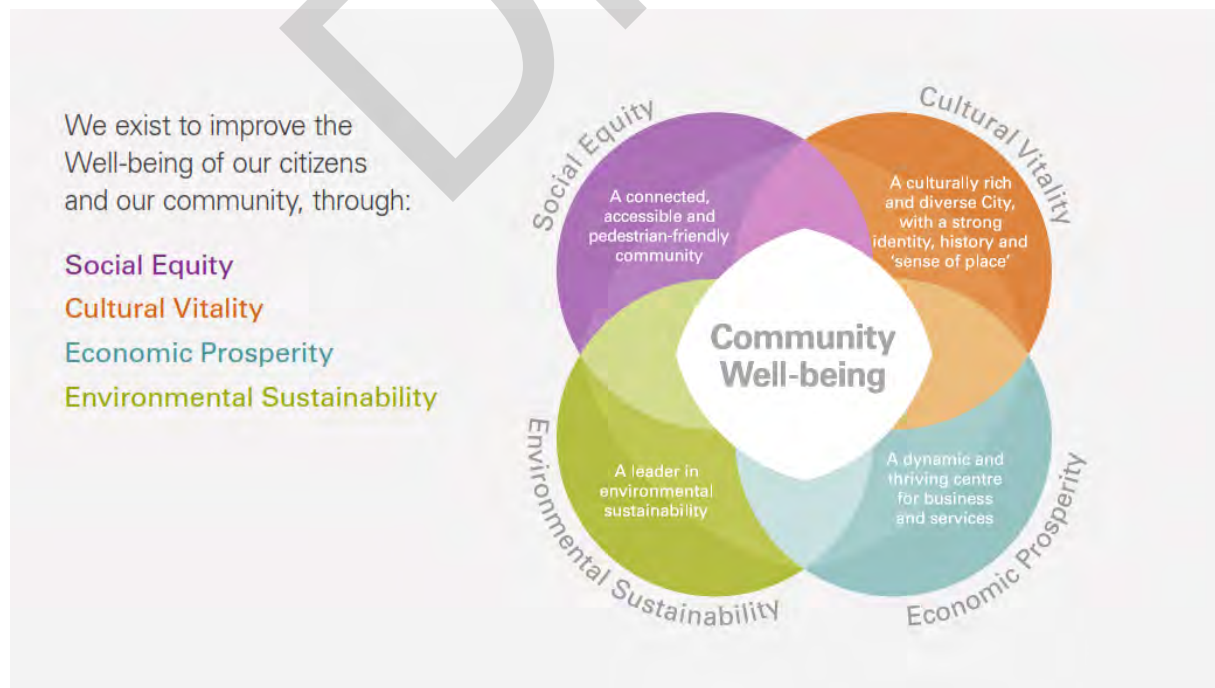 We exist to improve the
Well-being of our citizens
and our community, through:
Social Equity
Cultural Vitality
Economic Prosperity
Environmental Sustainability
Social Equity
A connected,
accessible and
pedestrian-friendly
community
Cultural Vitality
A culturally rich
and diverse City,
with a strong
identity, history and
‘sense of place’
Community
Well-being
Environmental Sustainability
A leader in
environmental
sustainability
Economic Prosperity
A dynamic and
thriving centre
for business
and services